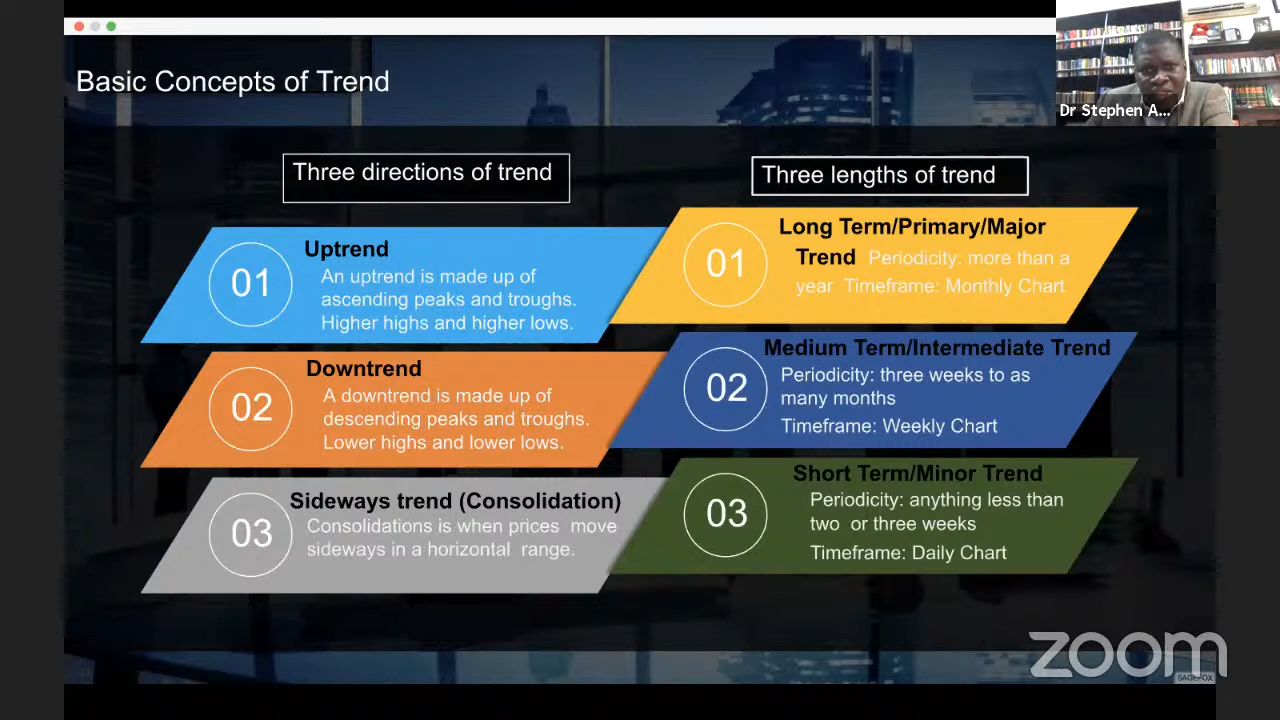 Basic Concepts of Trend
Dr Stephen A...
Three directions of trend
01
Uptrend
An uptrend is made up of
ascending peaks and troughs.
Higher highs and higher lows.
02
Downtrend
A downtrend is made up of
descending peaks and troughs.
Lower highs and lower lows.
03
Sideways trend (Consolidation)
Consolidations is when prices move
sideways in a horizontal range.
Three lengths of trend
01
Long Term/Primary/Major
Trend Periodicity: more than a
year Timeframe: Monthly Chart
02
Medium Term/Intermediate Trend
Periodicity: three weeks to as
many months
Timeframe: Weekly Chart
03
Short Term/Minor Trend
Periodicity: anything less than
two or three weeks
Timeframe: Daily Chart
zoom
SAGEFOX